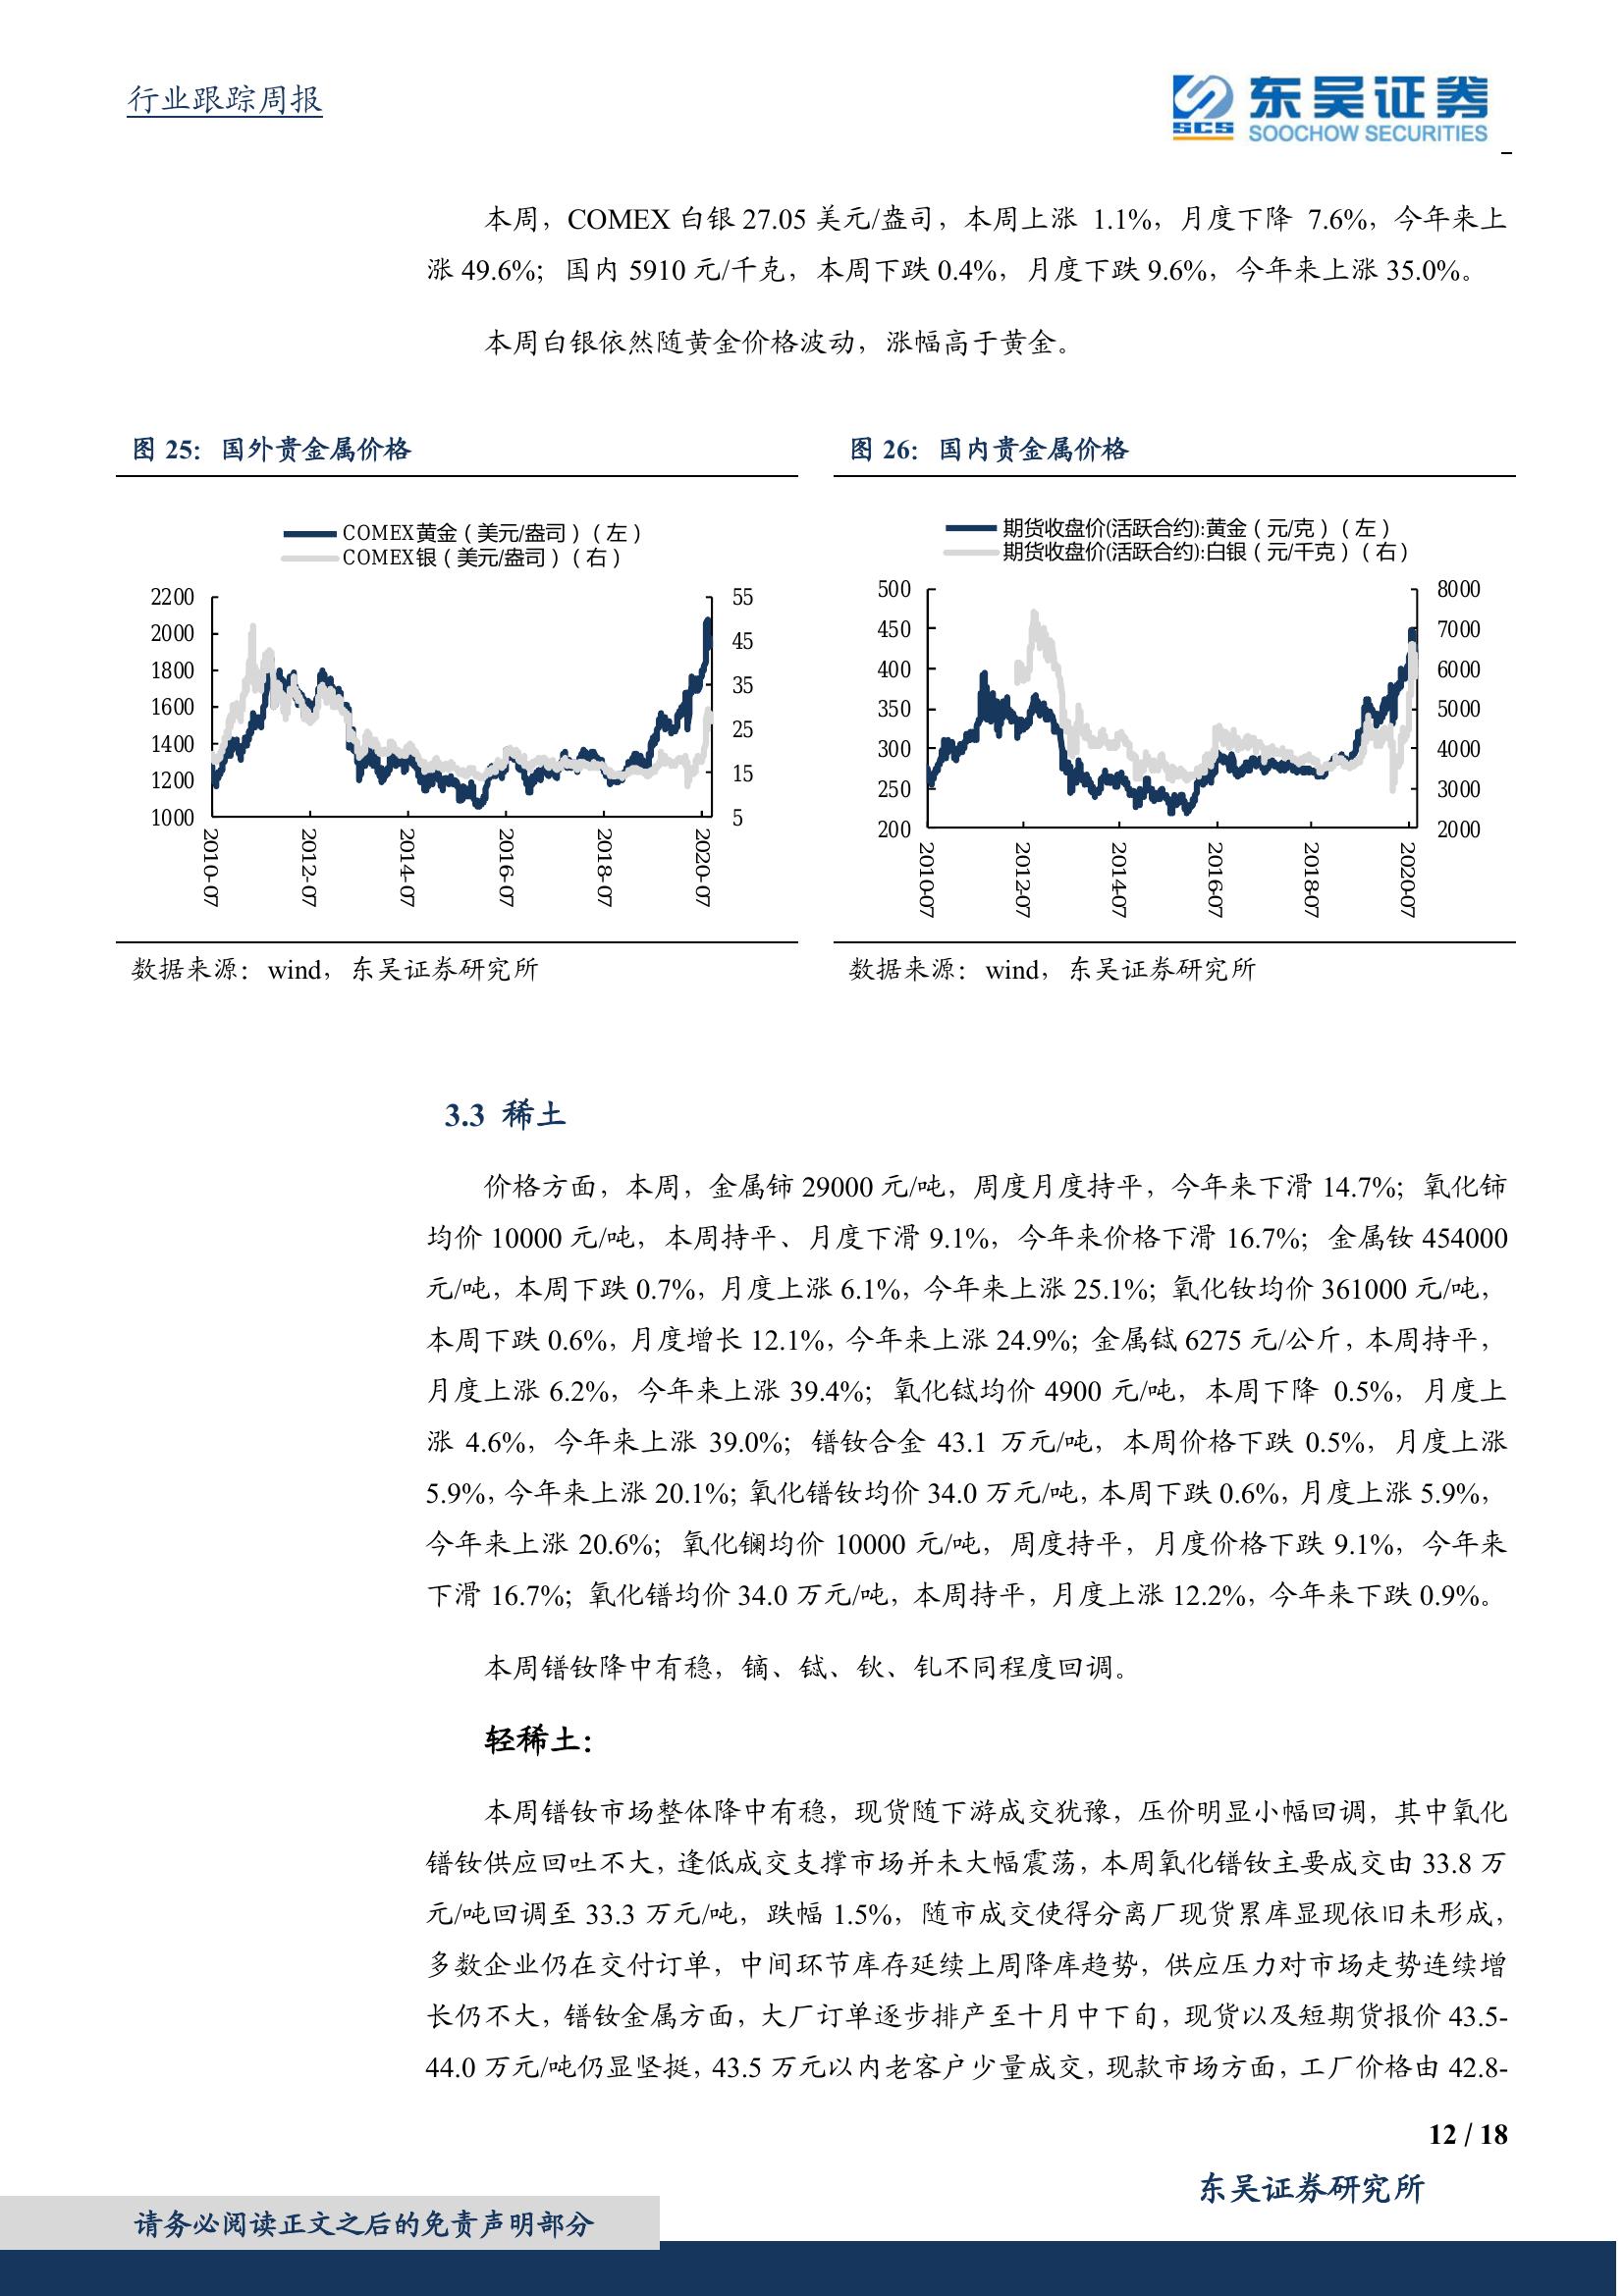 行业跟踪周报
SCS
东吴证券
SOOCHOW SECURITIES
本周，COMEX 白银 27.05 美元/盎司，本周上涨 1.1%，月度下降 7.6%，今年来上
涨 49.6%；国内 5910 元/千克，本周下跌 0.4%，月度下跌 9.6%，今年来上涨 35.0%。
本周白银依然随黄金价格波动，涨幅高于黄金。
图 25：国外贵金属价格
COMEX黄金（美元/盎司）（左）
COMEX银（美元/盎司）（右）
2200
2000
1800
1600
1400
1200
1000
55
45
35
25
15
5
2010-07
2012-07
2014-07
2016-07
2018-07
2020-07
数据来源：wind，东吴证券研究所
图 26：国内贵金属价格
期货收盘价(活跃合约):黄金（元/克）（左）
期货收盘价(活跃合约):白银（元/千克）（右）
500
450
400
350
300
250
200
8000
7000
6000
5000
4000
3000
2000
2010-07
2012-07
2014-07
2016-07
2018-07
2020-07
数据来源：wind，东吴证券研究所
3.3 稀土
价格方面，本周，金属铈 29000 元/吨，周度月度持平，今年来下滑 14.7%；氧化铈
均价 10000 元/吨，本周持平、月度下滑 9.1%，今年来价格下滑 16.7%；金属钕 454000
元/吨，本周下跌 0.7%，月度上涨 6.1%，今年来上涨 25.1%；氧化钕均价 361000 元/吨，
本周下跌 0.6%，月度增长 12.1%，今年来上涨 24.9%；金属铽 6275 元/公斤，本周持平，
月度上涨 6.2%，今年来上涨 39.4%；氧化铽均价 4900 元/吨，本周下降 0.5%，月度上
涨 4.6%，今年来上涨 39.0%；镨钕合金 43.1 万元/吨，本周价格下跌 0.5%，月度上涨
5.9%，今年来上涨 20.1%；氧化镨钕均价 34.0 万元/吨，本周下跌 0.6%，月度上涨 5.9%，
今年来上涨 20.6%；氧化镧均价 10000 元/吨，周度持平，月度价格下跌 9.1%，今年来
下滑 16.7%；氧化镨均价 34.0 万元/吨，本周持平，月度上涨 12.2%，今年来下跌 0.9%。
本周镨钕降中有稳，镝、铽、钬、钆不同程度回调。
轻稀土：
本周镨钕市场整体降中有稳，现货随下游成交犹豫，压价明显小幅回调，其中氧化
镨钕供应回吐不大，逢低成交支撑市场并未大幅震荡，本周氧化镨钕主要成交由 33.8 万
元/吨回调至 33.3 万元/吨，跌幅 1.5%，随市成交使得分离厂现货累库显现依旧未形成，
多数企业仍在交付订单，中间环节库存延续上周降库趋势，供应压力对市场走势连续增
长仍不大，镨钕金属方面，大厂订单逐步排产至十月中下旬，现货以及短期货报价 43.5-
44.0 万元/吨仍显坚挺，43.5 万元以内老客户少量成交，现款市场方面，工厂价格由 42.8-
12 / 18
东吴证券研究所
请务必阅读正文之后的免责声明部分